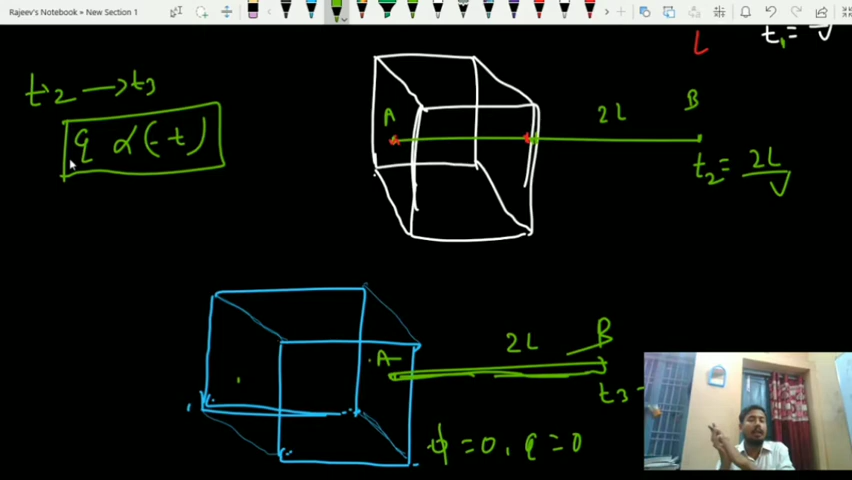 Rajeev's Notebook » New Section 1
L
t₁ =
V
t₂ → t₃
q ∝ (-t)
A
2L
B
t₂ = 2L
V
A
2L
B
t₃
ϕ = 0, q = 0